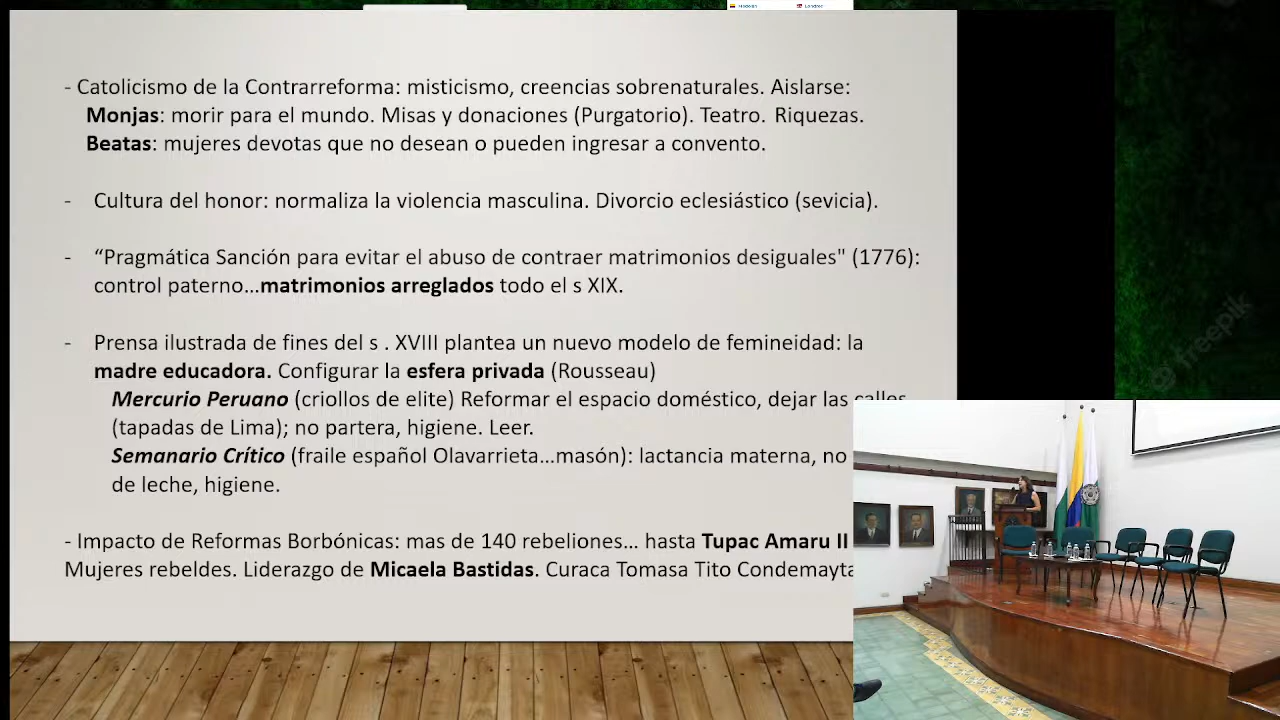 Medellín
Londres
- Catolicismo de la Contrarreforma: misticismo, creencias sobrenaturales. Aislarse:
Monjas: morir para el mundo. Misas y donaciones (Purgatorio). Teatro. Riquezas.
Beatas: mujeres devotas que no desean o pueden ingresar a convento.
- Cultura del honor: normaliza la violencia masculina. Divorcio eclesiástico (sevicia).
- “Pragmática Sanción para evitar el abuso de contraer matrimonios desiguales" (1776):
control paterno…matrimonios arreglados todo el s XIX.
- Prensa ilustrada de fines del s . XVIII plantea un nuevo modelo de femineidad: la
madre educadora. Configurar la esfera privada (Rousseau)
Mercurio Peruano (criollos de elite) Reformar el espacio doméstico, dejar las calles
(tapadas de Lima); no partera, higiene. Leer.
Semanario Crítico (fraile español Olavarrieta…masón): lactancia materna, no
de leche, higiene.
- Impacto de Reformas Borbónicas: mas de 140 rebeliones… hasta Tupac Amaru II
Mujeres rebeldes. Liderazgo de Micaela Bastidas. Curaca Tomasa Tito Condemayta
freepik